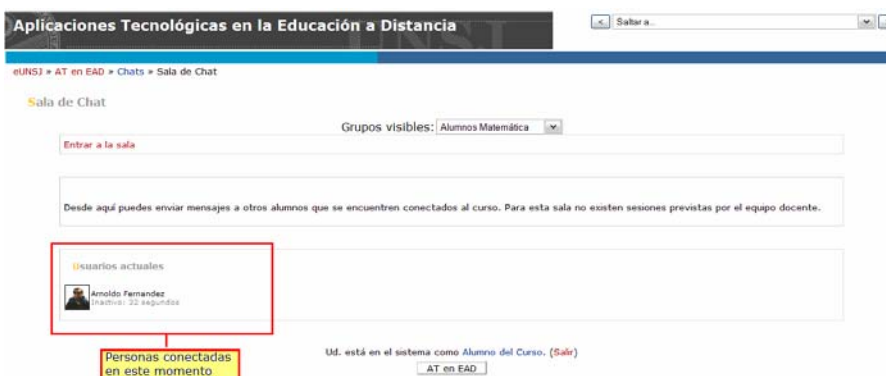 Aplicaciones Tecnológicas en la Educación a Distancia
UNSJ
< Saltar a...
eUNSJ » AT en EAD » Chats » Sala de Chat
Sala de Chat
Grupos visibles: Alumnos Matemática
Entrar a la sala
Desde aquí puedes enviar mensajes a otros alumnos que se encuentren conectados al curso. Para esta sala no existen sesiones previstas por el equipo docente.
Usuarios actuales
Arnoldo Fernandez
Inactivo: 22 segundos
Personas conectadas
en este momento
Ud. está en el sistema como Alumno del Curso. (Salir)
AT en EAD